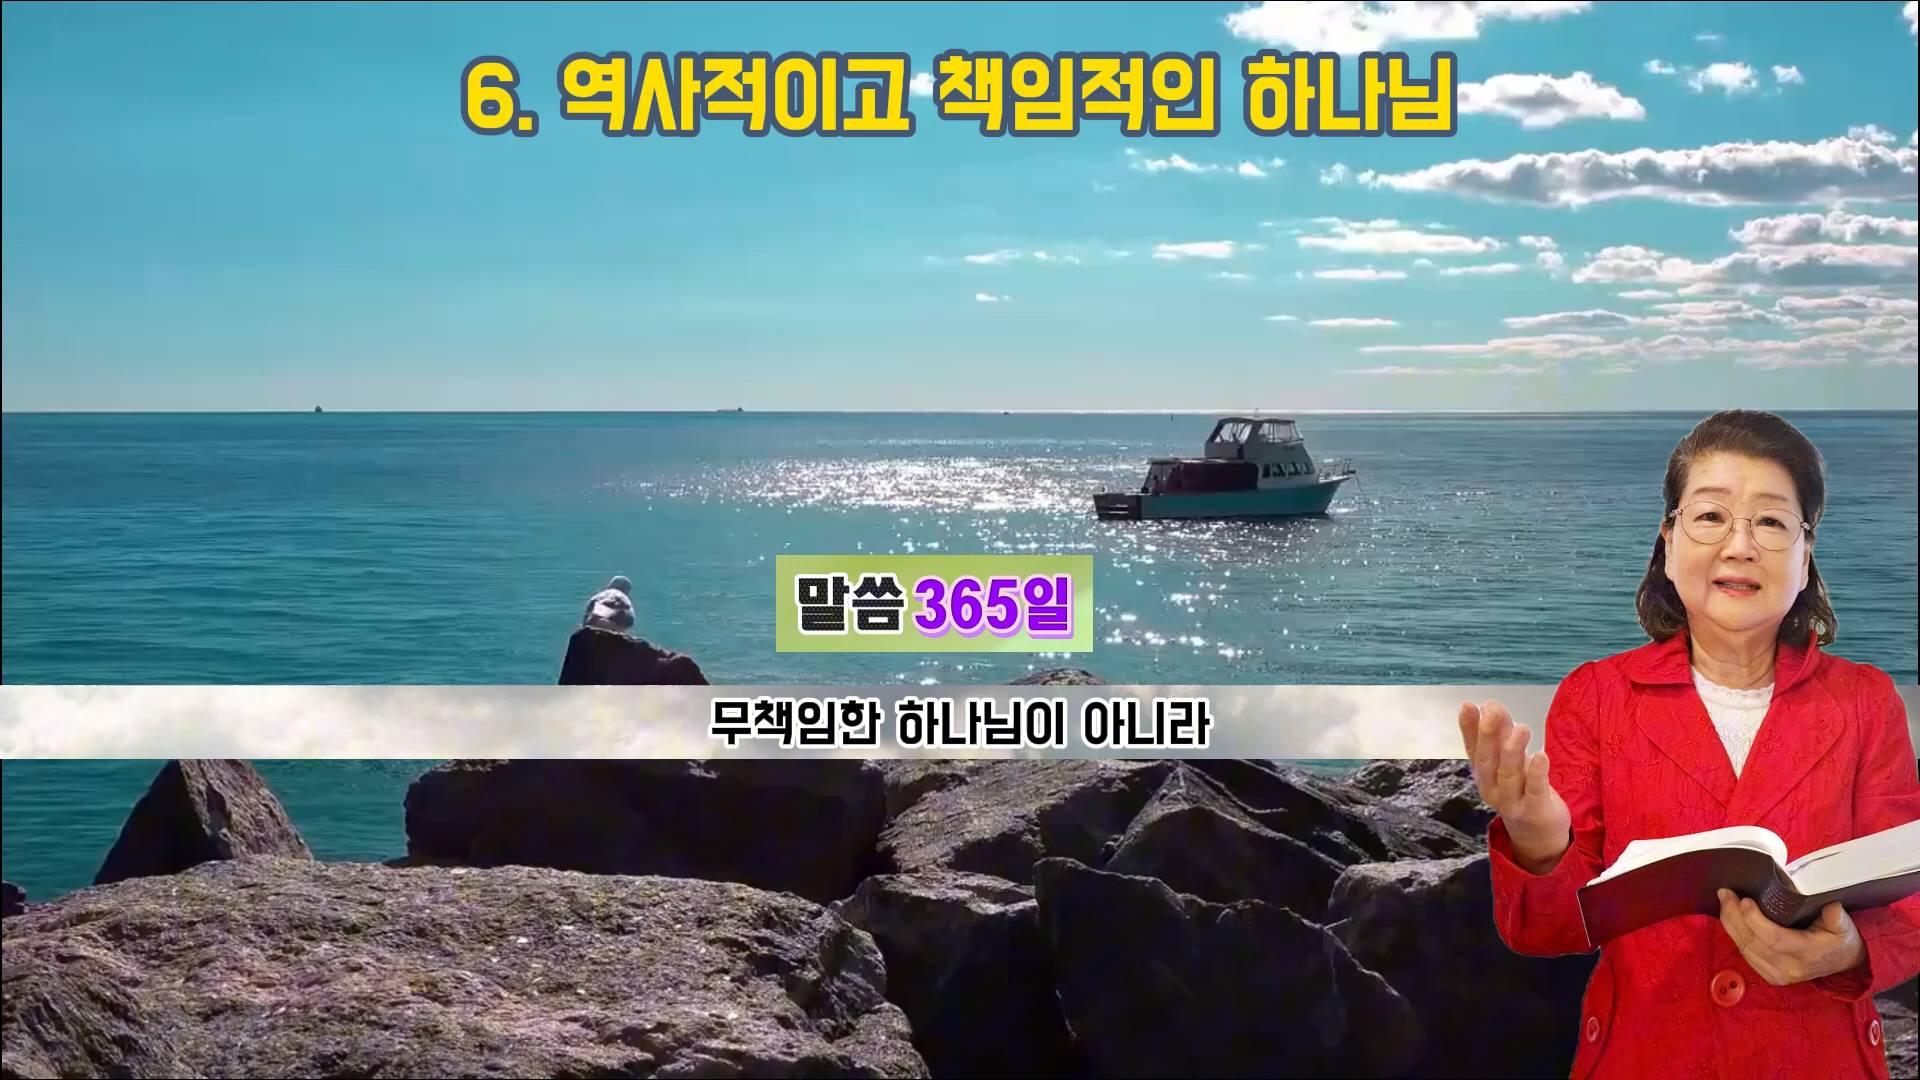 6. 역사적이고 책임적인 하나님
말씀 365일
무책임한 하나님이 아니라